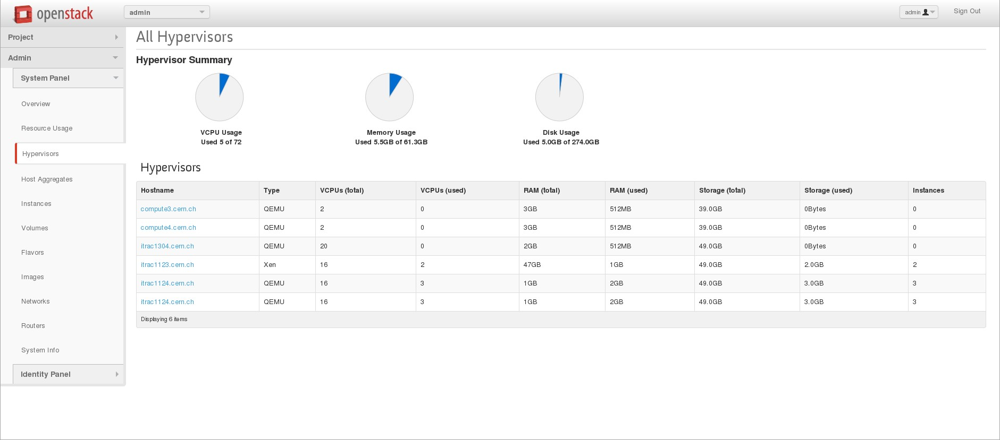 openstack admin admin Sign Out
Project
Admin
System Panel
Overview
Resource Usage
Hypervisors
Host Aggregates
Instances
Volumes
Flavors
Images
Networks
Routers
System Info
Identity Panel
All Hypervisors
Hypervisor Summary
VCPU Usage
Used 5 of 72
Memory Usage
Used 5.5GB of 61.3GB
Disk Usage
Used 5.0GB of 274.0GB
Hypervisors
Hostname Type VCPUs (total) VCPUs (used) RAM (total) RAM (used) Storage (total) Storage (used) Instances
compute3.cern.ch QEMU 2 0 3GB 512MB 39.0GB 0Bytes 0
compute4.cern.ch QEMU 2 0 3GB 512MB 39.0GB 0Bytes 0
itrac1304.cern.ch QEMU 20 0 2GB 512MB 49.0GB 0Bytes 0
itrac1123.cern.ch Xen 16 2 47GB 1GB 49.0GB 2.0GB 2
itrac1124.cern.ch QEMU 16 3 1GB 2GB 49.0GB 3.0GB 3
itrac1124.cern.ch QEMU 16 3 1GB 2GB 49.0GB 3.0GB 3
Displaying 6 items